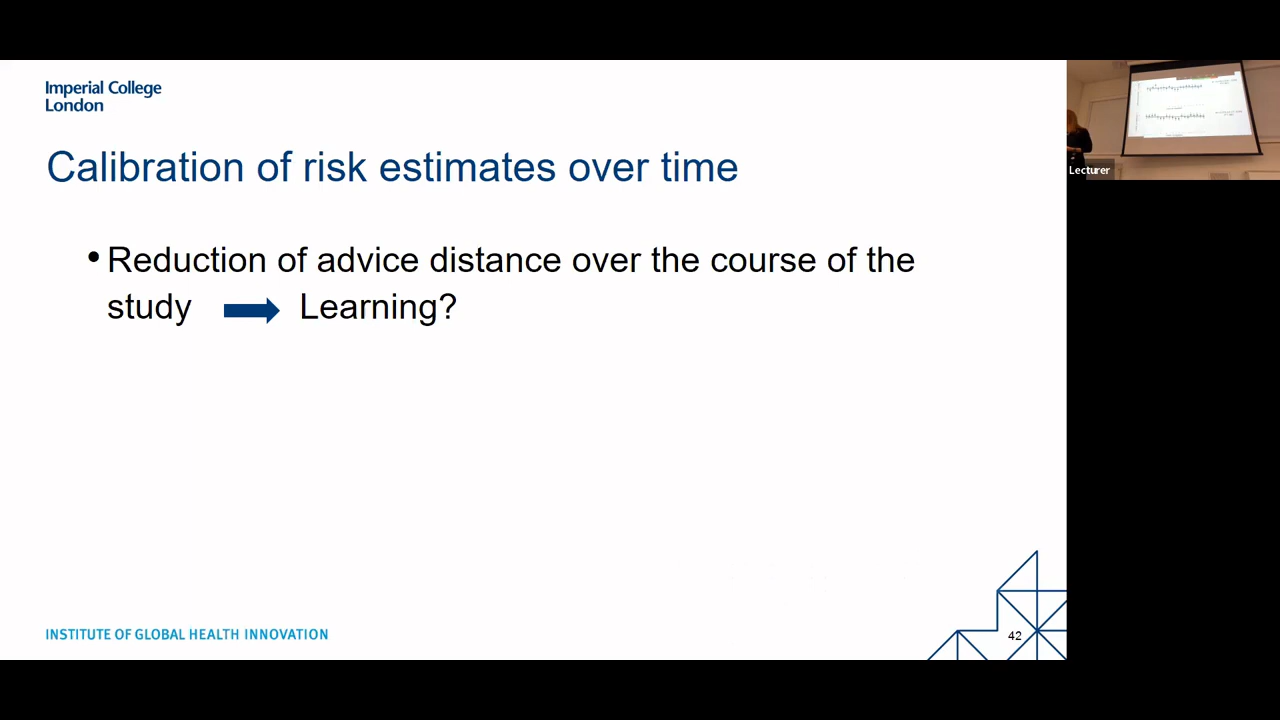 Imperial College
London
Calibration of risk estimates over time
• Reduction of advice distance over the course of the
study Learning?
INSTITUTE OF GLOBAL HEALTH INNOVATION
42
Lecturer